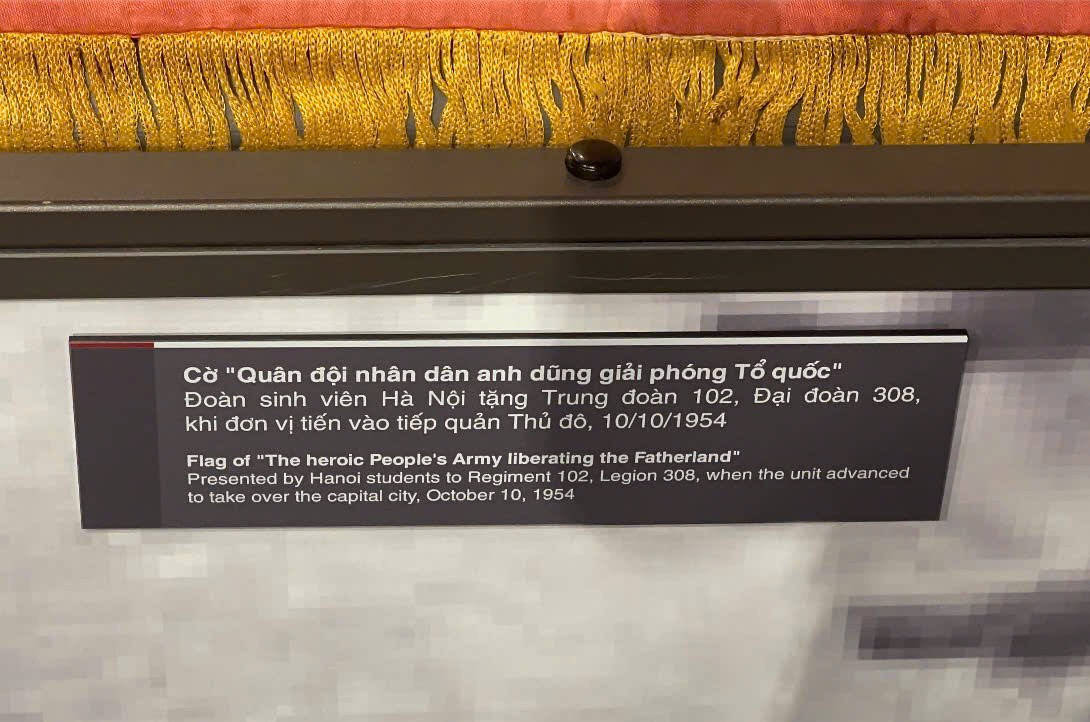 Cờ "Quân đội nhân dân anh dũng giải phóng Tổ quốc"
Đoàn sinh viên Hà Nội tặng Trung đoàn 102, Đại đoàn 308,
khi đơn vị tiến vào tiếp quản Thủ đô, 10/10/1954
Flag of "The heroic People's Army liberating the Fatherland"
Presented by Hanoi students to Regiment 102, Legion 308, when the unit advanced
to take over the capital city, October 10, 1954